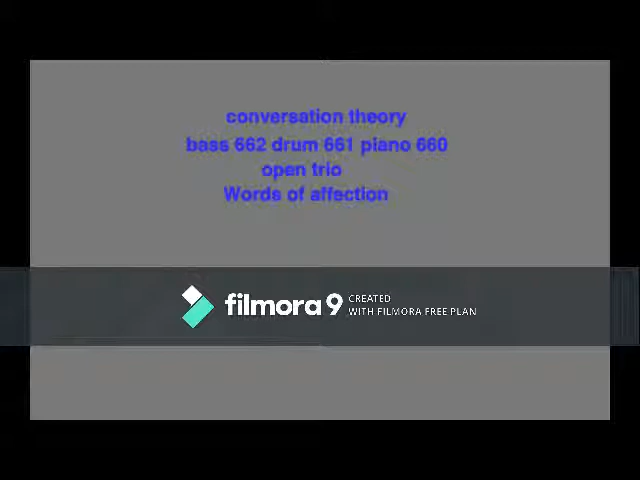 conversation theory
bass 662 drum 661 piano 660
open trio
Words of affection
filmora 9 CREATED
WITH FILMORA FREE PLAN